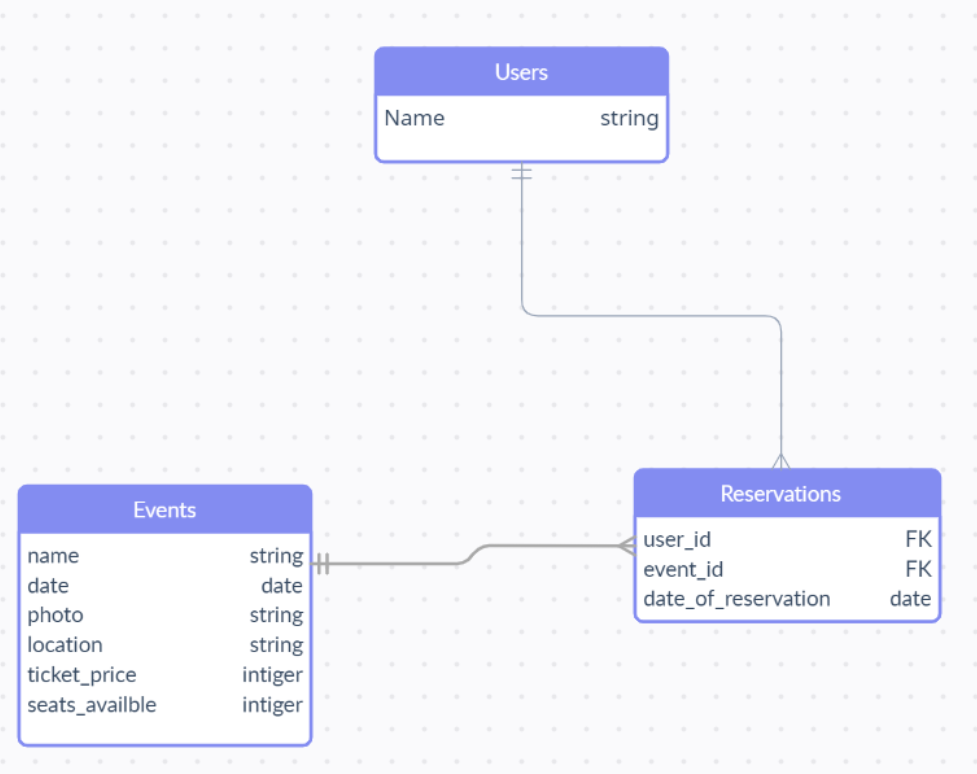 Users
Name string
Events
name string
date date
photo string
location string
ticket_price intiger
seats_availble intiger
Reservations
user_id FK
event_id FK
date_of_reservation date